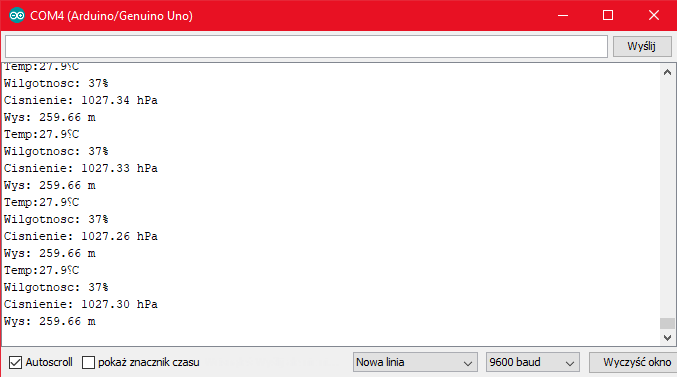 COM4 (Arduino/Genuino Uno)
Wyślij
Temp:27.9⸮C
Wilgotnosc: 37%
Cisnienie: 1027.34 hPa
Wys: 259.66 m
Temp:27.9⸮C
Wilgotnosc: 37%
Cisnienie: 1027.33 hPa
Wys: 259.66 m
Temp:27.9⸮C
Wilgotnosc: 37%
Cisnienie: 1027.26 hPa
Wys: 259.66 m
Temp:27.9⸮C
Wilgotnosc: 37%
Cisnienie: 1027.30 hPa
Wys: 259.66 m
Autoscroll pokaż znacznik czasu Nowa linia 9600 baud Wyczyść okno